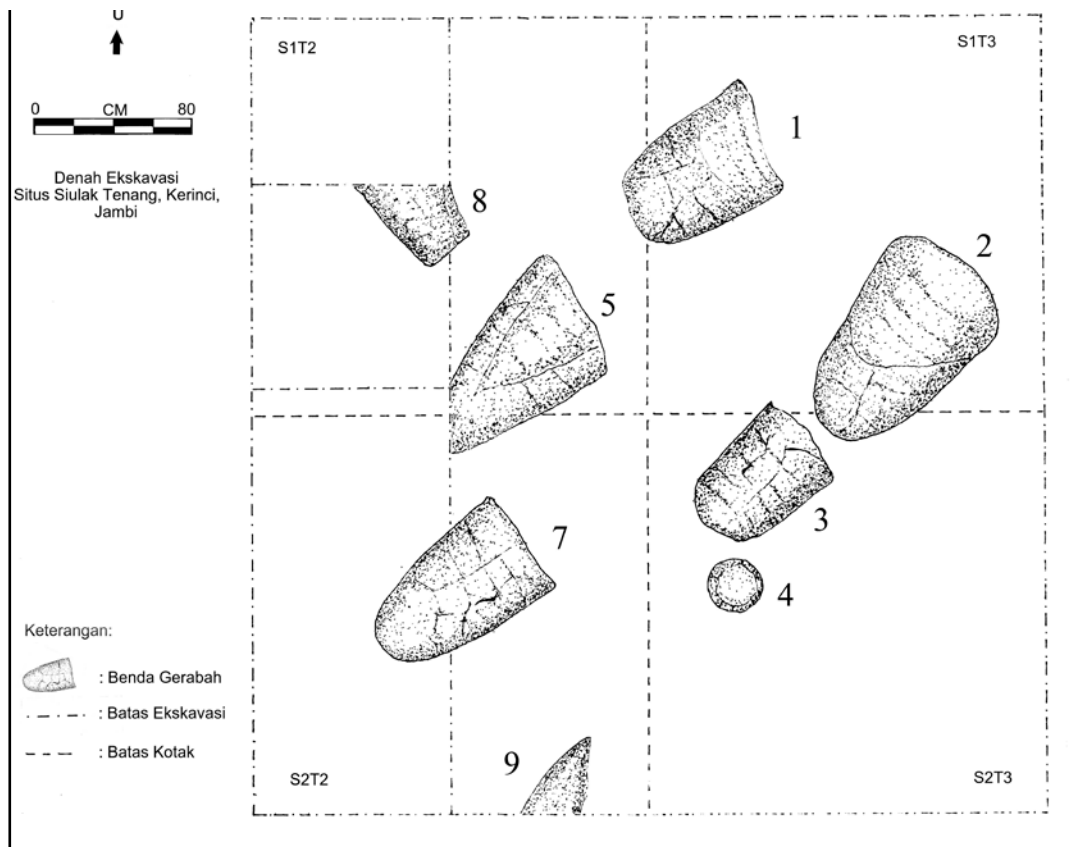 U
0 CM 80
Denah Ekskavasi
Situs Siulak Tenang, Kerinci,
Jambi
S1T2
S1T3
1
8
2
5
3
7
4
Keterangan:
: Benda Gerabah
: Batas Ekskavasi
: Batas Kotak
9
S2T2
S2T3